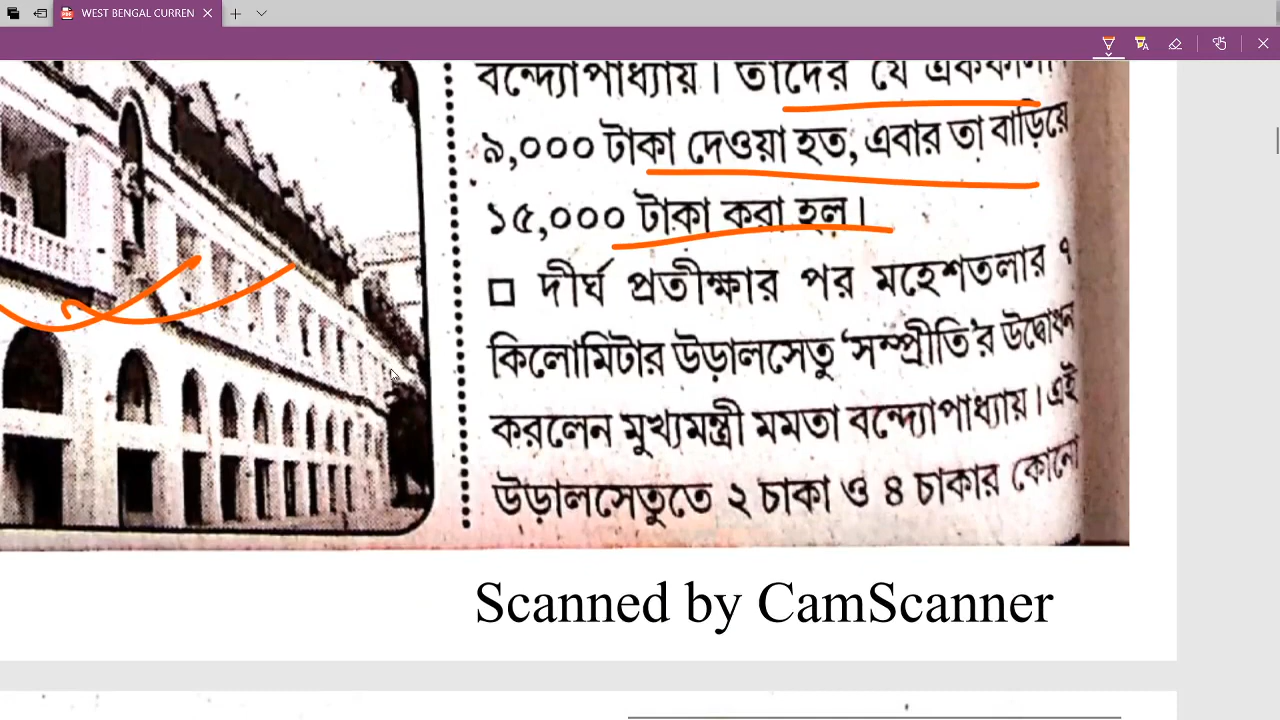 WEST BENGAL CURREN
বন্দ্যোপাধ্যায়। তাদের যে
৯,০০০ টাকা দেওয়া হত, এবার তা বাড়িয়ে
১৫,০০০ টাকা করা হল।
□ দীর্ঘ প্রতীক্ষার পর মহেশতলার ৭
কিলোমিটার উড়ালসেতু ‘সম্প্রীতি’র উদ্বোধন
করলেন মুখ্যমন্ত্রী মমতা বন্দ্যোপাধ্যায়। এই
উড়ালসেতুতে ২ চাকা ও ৪ চাকার কোনো
Scanned by CamScanner